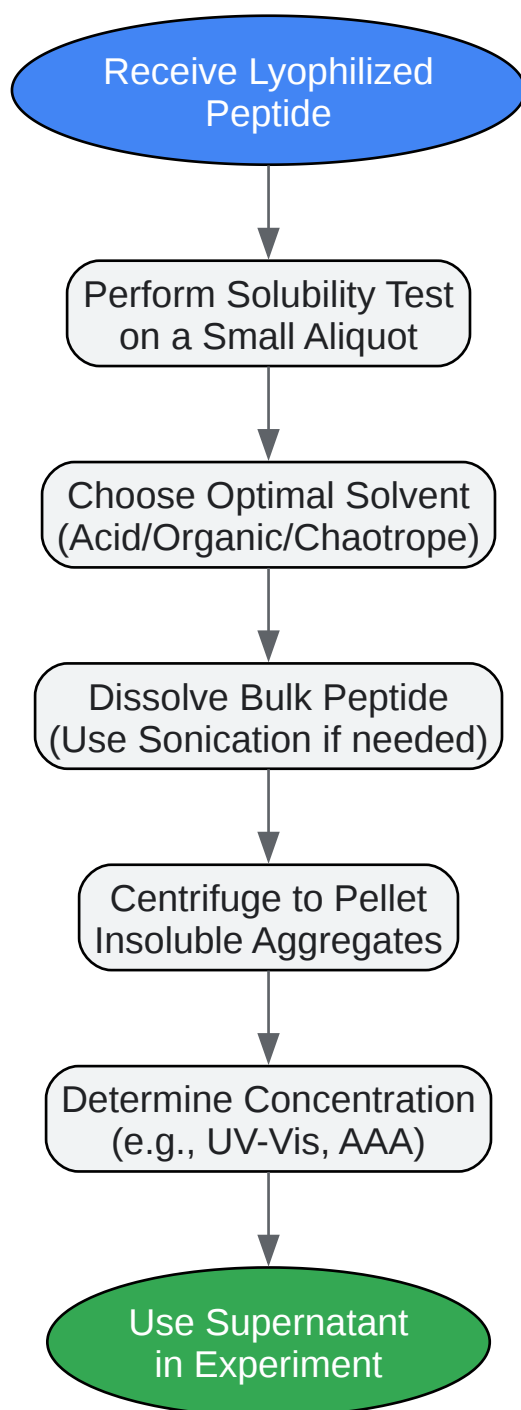 Receive Lyophilized
Peptide
Perform Solubility Test
on a Small Aliquot
Choose Optimal Solvent
(Acid/Organic/Chaotrope)
Dissolve Bulk Peptide
(Use Sonication if needed)
Centrifuge to Pellet
Insoluble Aggregates
Determine Concentration
(e.g., UV-Vis, AAA)
Use Supernatant
in Experiment